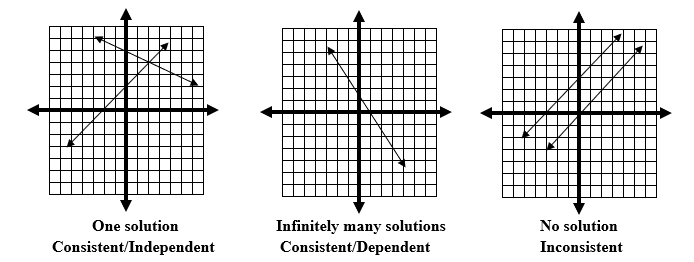 One solution
Consistent/Independent
Infinitely many solutions
Consistent/Dependent
No solution
Inconsistent